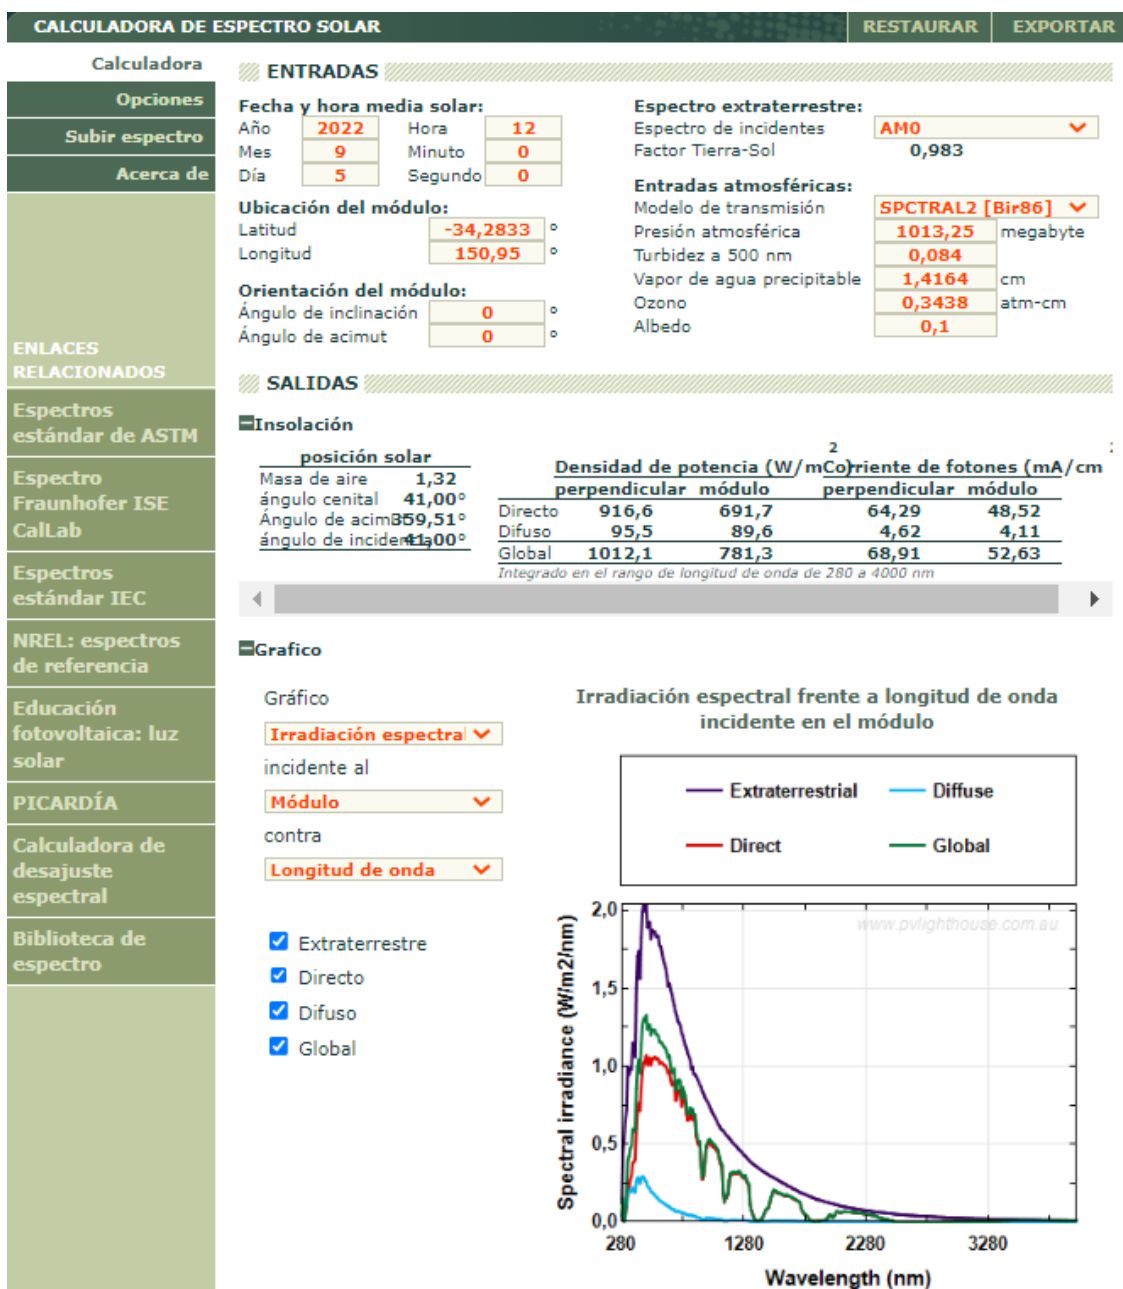 CALCULADORA DE ESPECTRO SOLAR
RESTAURAR
EXPORTAR
Calculadora
Opciones
Subir espectro
Acerca de
ENLACES
RELACIONADOS
Espectros
estándar de ASTM
Espectro
Fraunhofer ISE
CalLab
Espectros
estándar IEC
NREL: espectros
de referencia
Educación
fotovoltaica: luz
solar
PICARDÍA
Calculadora de
desajuste
espectral
Biblioteca de
espectro
ENTRADAS
Fecha y hora media solar:
Año 2022 Hora 12
Mes 9 Minuto 0
Día 5 Segundo 0
Ubicación del módulo:
Latitud -34,2833 º
Longitud 150,95 º
Orientación del módulo:
Ángulo de inclinación 0 º
Ángulo de acimut 0 º
Espectro extraterrestre:
Espectro de incidentes AM0
Factor Tierra-Sol 0,983
Entradas atmosféricas:
Modelo de transmisión SPCTRAL2 [Bir86]
Presión atmosférica 1013,25 megabyte
Turbidez a 500 nm 0,084
Vapor de agua precipitable 1,4164 cm
Ozono 0,3438 atm-cm
Albedo 0,1
SALIDAS
Insolación
posición solar
Masa de aire 1,32
ángulo cenital 41,00º
Ángulo de acimut 359,51º
ángulo de incidencia 41,00º
Densidad de potencia (W/m2) Corriente de fotones (mA/cm
perpendicular módulo perpendicular módulo
Directo 916,6 691,7 64,29 48,52
Difuso 95,5 89,6 4,62 4,11
Global 1012,1 781,3 68,91 52,63
Integrado en el rango de longitud de onda de 280 a 4000 nm
Grafico
Gráfico
Irradiación espectral
incidente al
Módulo
contra
Longitud de onda
Extraterrestre
Directo
Difuso
Global
Irradiación espectral frente a longitud de onda
incidente en el módulo
Extraterrestrial Diffuse
Direct Global
www.pvlighthouse.com.au
Spectral irradiance (W/m2/nm)
2,0
1,5
1,0
0,5
0,0
280 1280 2280 3280
Wavelength (nm)